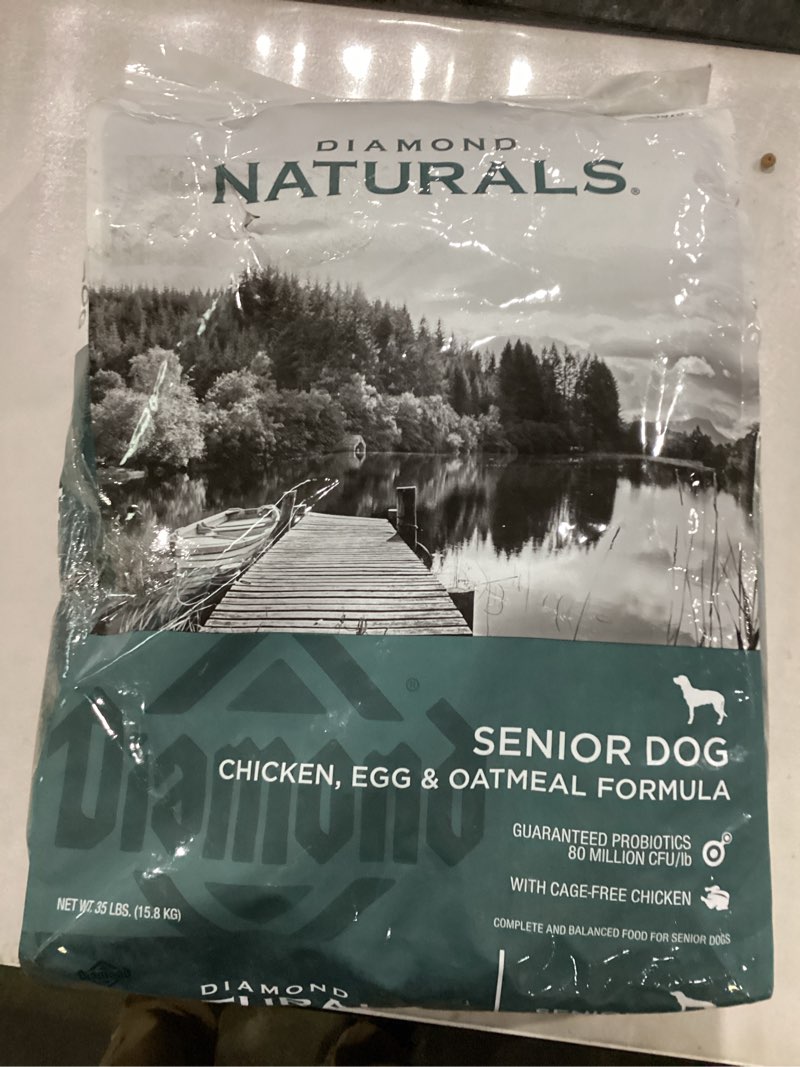 DIAMOND
NATURALS®
Diamond®
SENIOR DOG
CHICKEN, EGG & OATMEAL FORMULA
GUARANTEED PROBIOTICS
80 MILLION CFU/lb
WITH CAGE-FREE CHICKEN
NET WT. 35 LBS. (15.8 KG)
COMPLETE AND BALANCED FOOD FOR SENIOR DOGS
Diamond
DIAMOND